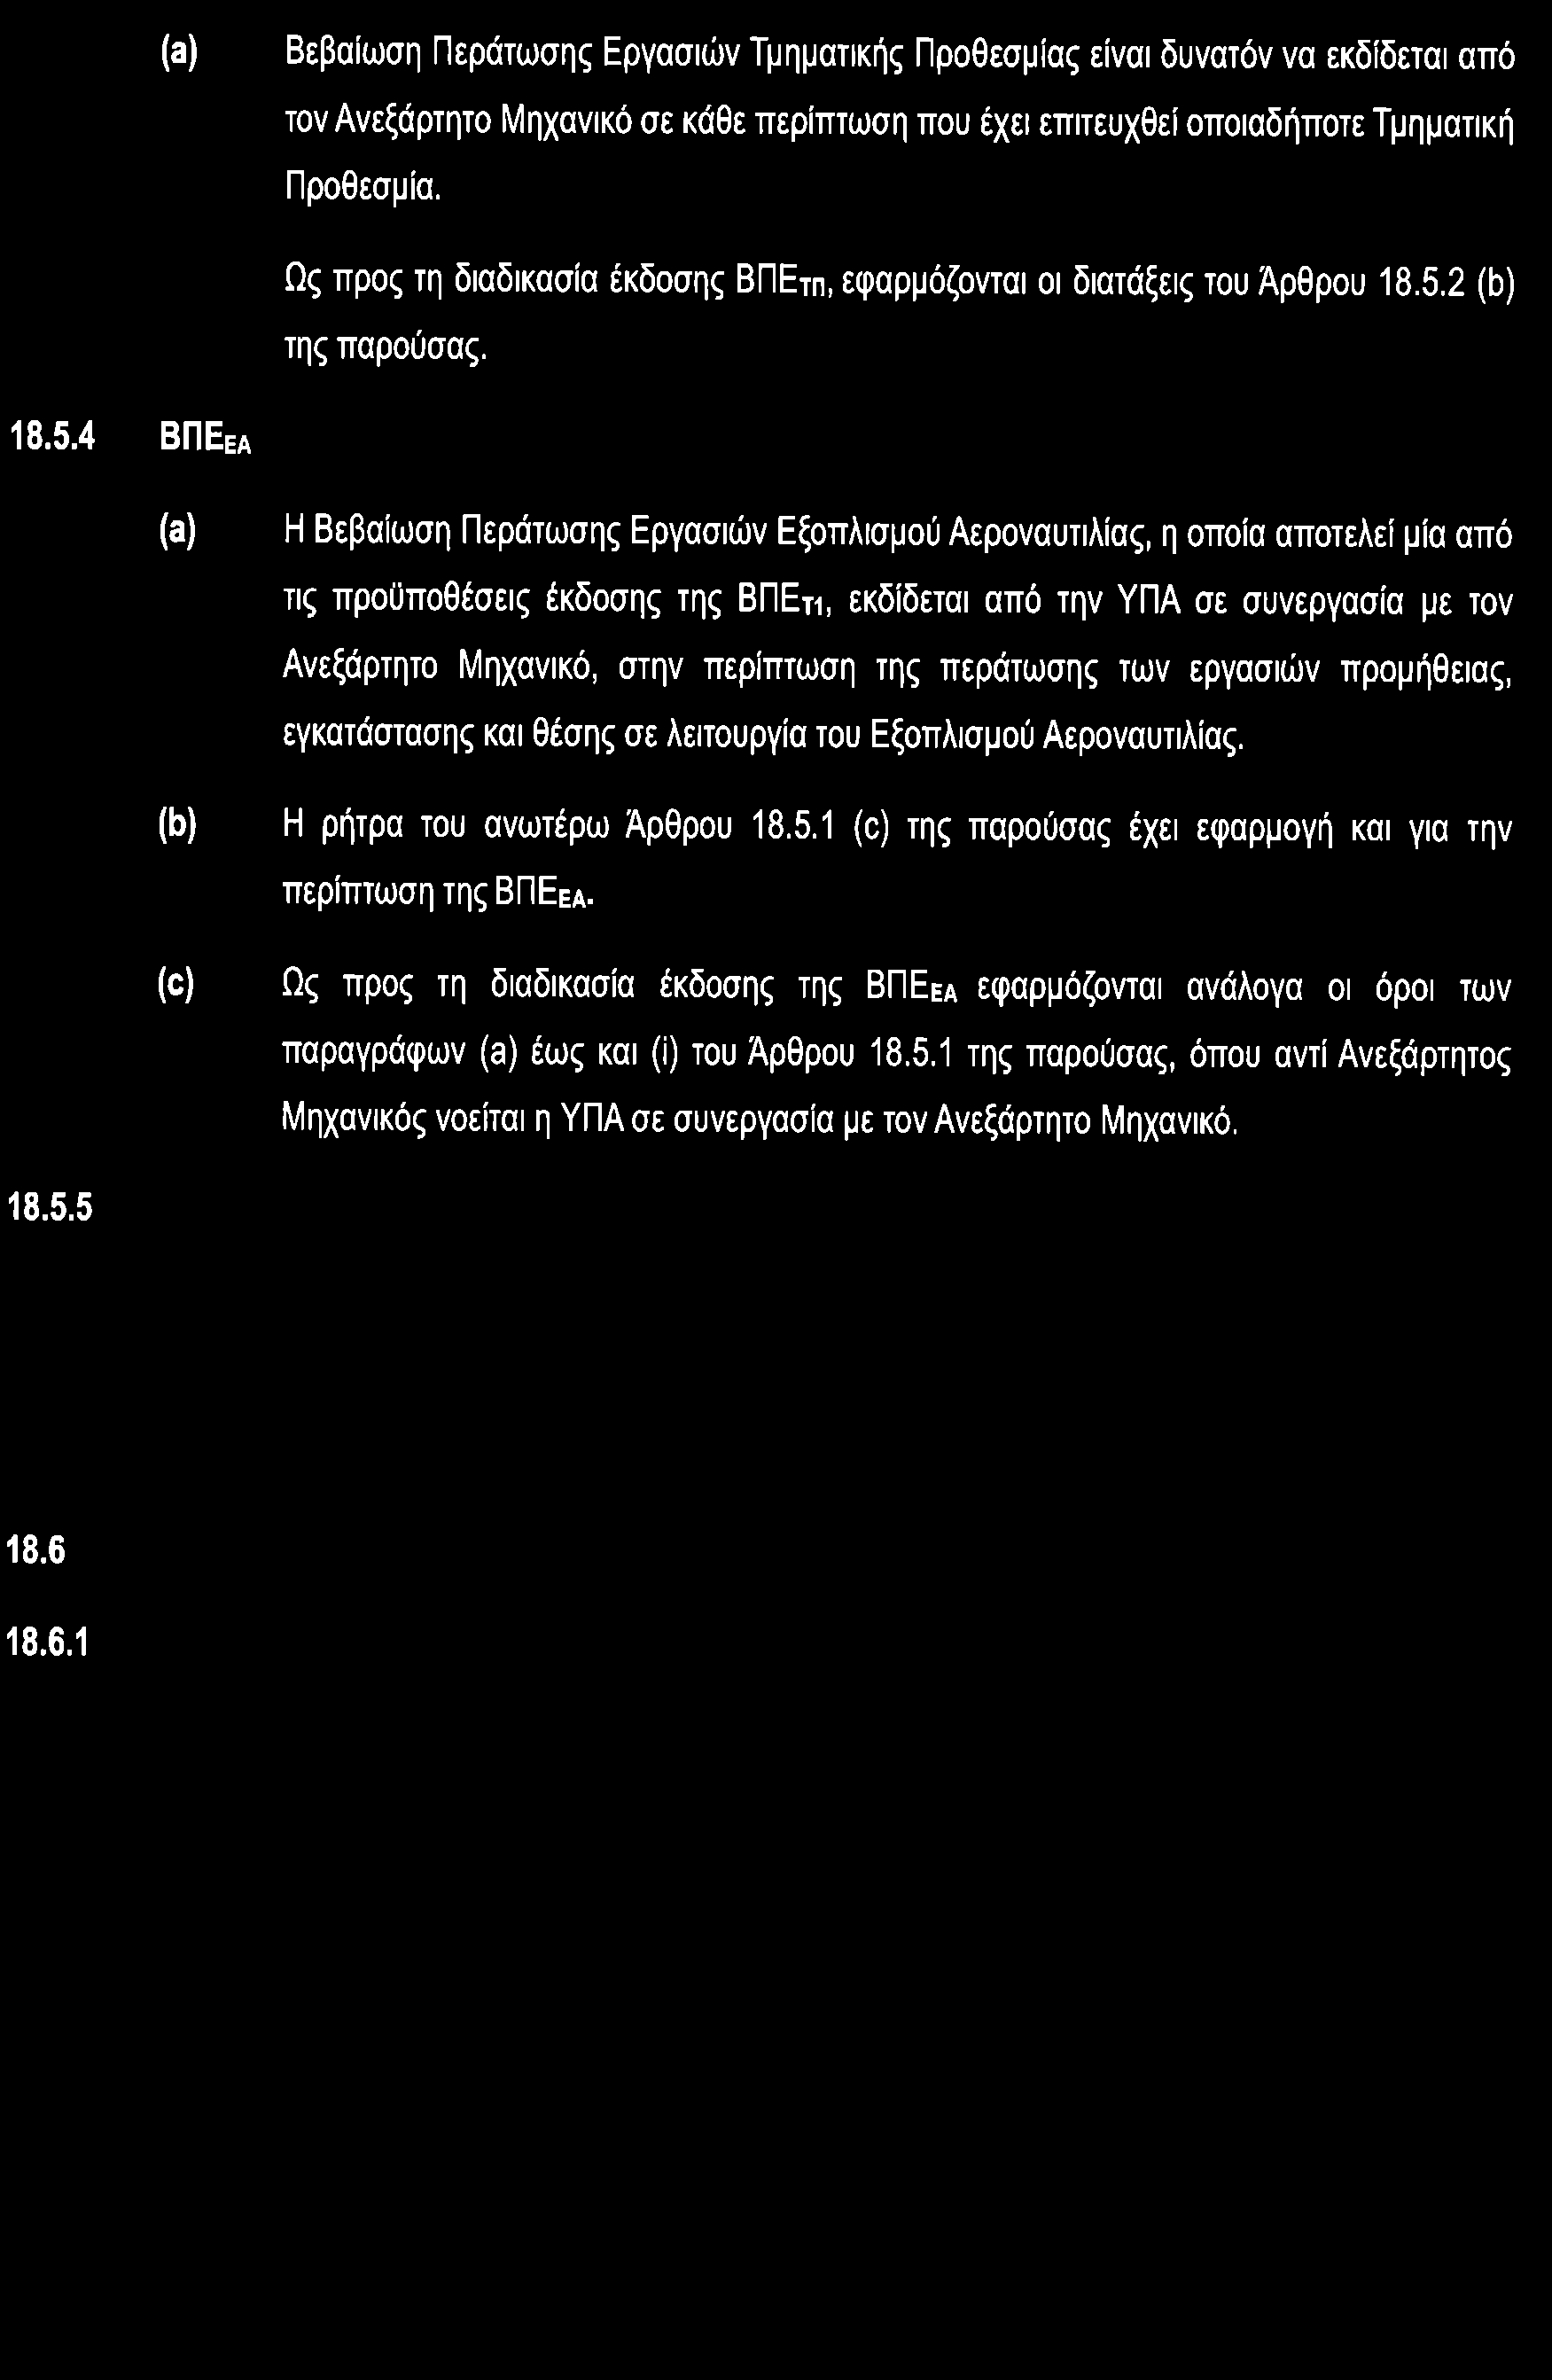 (a) Βεβαίωση Περάτωσης Εργασιών Τμηματικής Προθεσμίας είναι δυνατόν να εκδίδεται από
τον Ανεξάρτητο Μηχανικό σε κάθε περίπτωση που έχει επιτευχθεί οποιαδήποτε Τμηματική
Προθεσμία.
Ως προς τη διαδικασία έκδοσης ΒΠΕΤΠ, εφαρμόζονται οι διατάξεις του Άρθρου 18.5.2 (b)
της παρούσας.
18.5.4 ΒΠΕΕΑ
(a) Η Βεβαίωση Περάτωσης Εργασιών Εξοπλισμού Αεροναυτιλίας, η οποία αποτελεί μία από
τις προϋποθέσεις έκδοσης της ΒΠΕΤ1, εκδίδεται από την ΥΠΑ σε συνεργασία με τον
Ανεξάρτητο Μηχανικό, στην περίπτωση της περάτωσης των εργασιών προμήθειας,
εγκατάστασης και θέσης σε λειτουργία του Εξοπλισμού Αεροναυτιλίας.
(b) Η ρήτρα του ανωτέρω Άρθρου 18.5.1 (c) της παρούσας έχει εφαρμογή και για την
περίπτωση της ΒΠΕΕΑ.
(c) Ως προς τη διαδικασία έκδοσης της ΒΠΕΕΑ εφαρμόζονται ανάλογα οι όροι των
παραγράφων (a) έως και (i) του Άρθρου 18.5.1 της παρούσας, όπου αντί Ανεξάρτητος
Μηχανικός νοείται η ΥΠΑ σε συνεργασία με τον Ανεξάρτητο Μηχανικό.
18.5.5
18.6
18.6.1